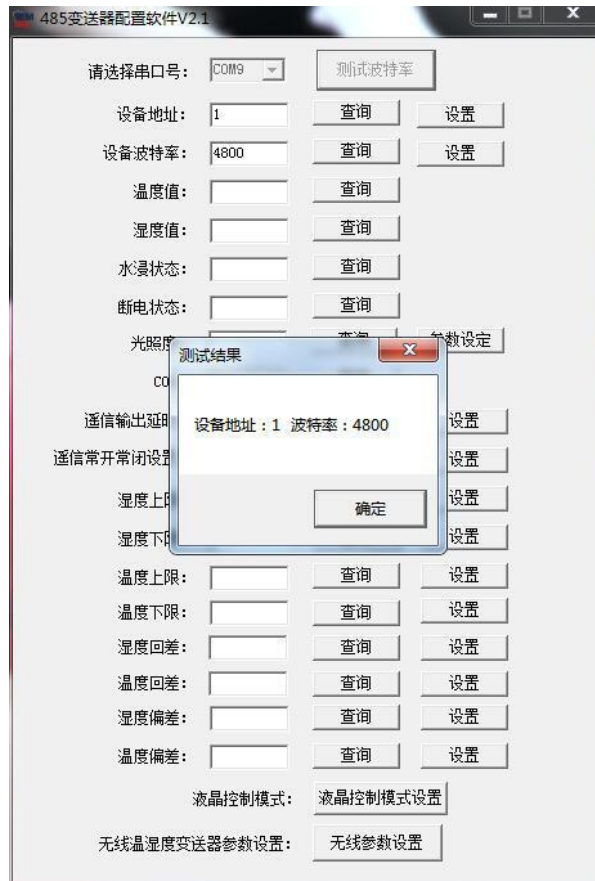 485变送器配置软件V2.1
请选择串口号： COM9 测试波特率
设备地址： 1 查询 设置
设备波特率： 4800 查询 设置
温度值： 查询
湿度值： 查询
水浸状态： 查询
断电状态： 查询
光照度 查询 参数设定
测试结果
CO
设备地址：1 波特率：4800
遥信输出延时 设置
遥信常开常闭设置 设置
确定
湿度上限 设置
湿度下限 设置
温度上限： 查询 设置
温度下限： 查询 设置
湿度回差： 查询 设置
温度回差： 查询 设置
湿度偏差： 查询 设置
温度偏差： 查询 设置
液晶控制模式： 液晶控制模式设置
无线温湿度变送器参数设置： 无线参数设置